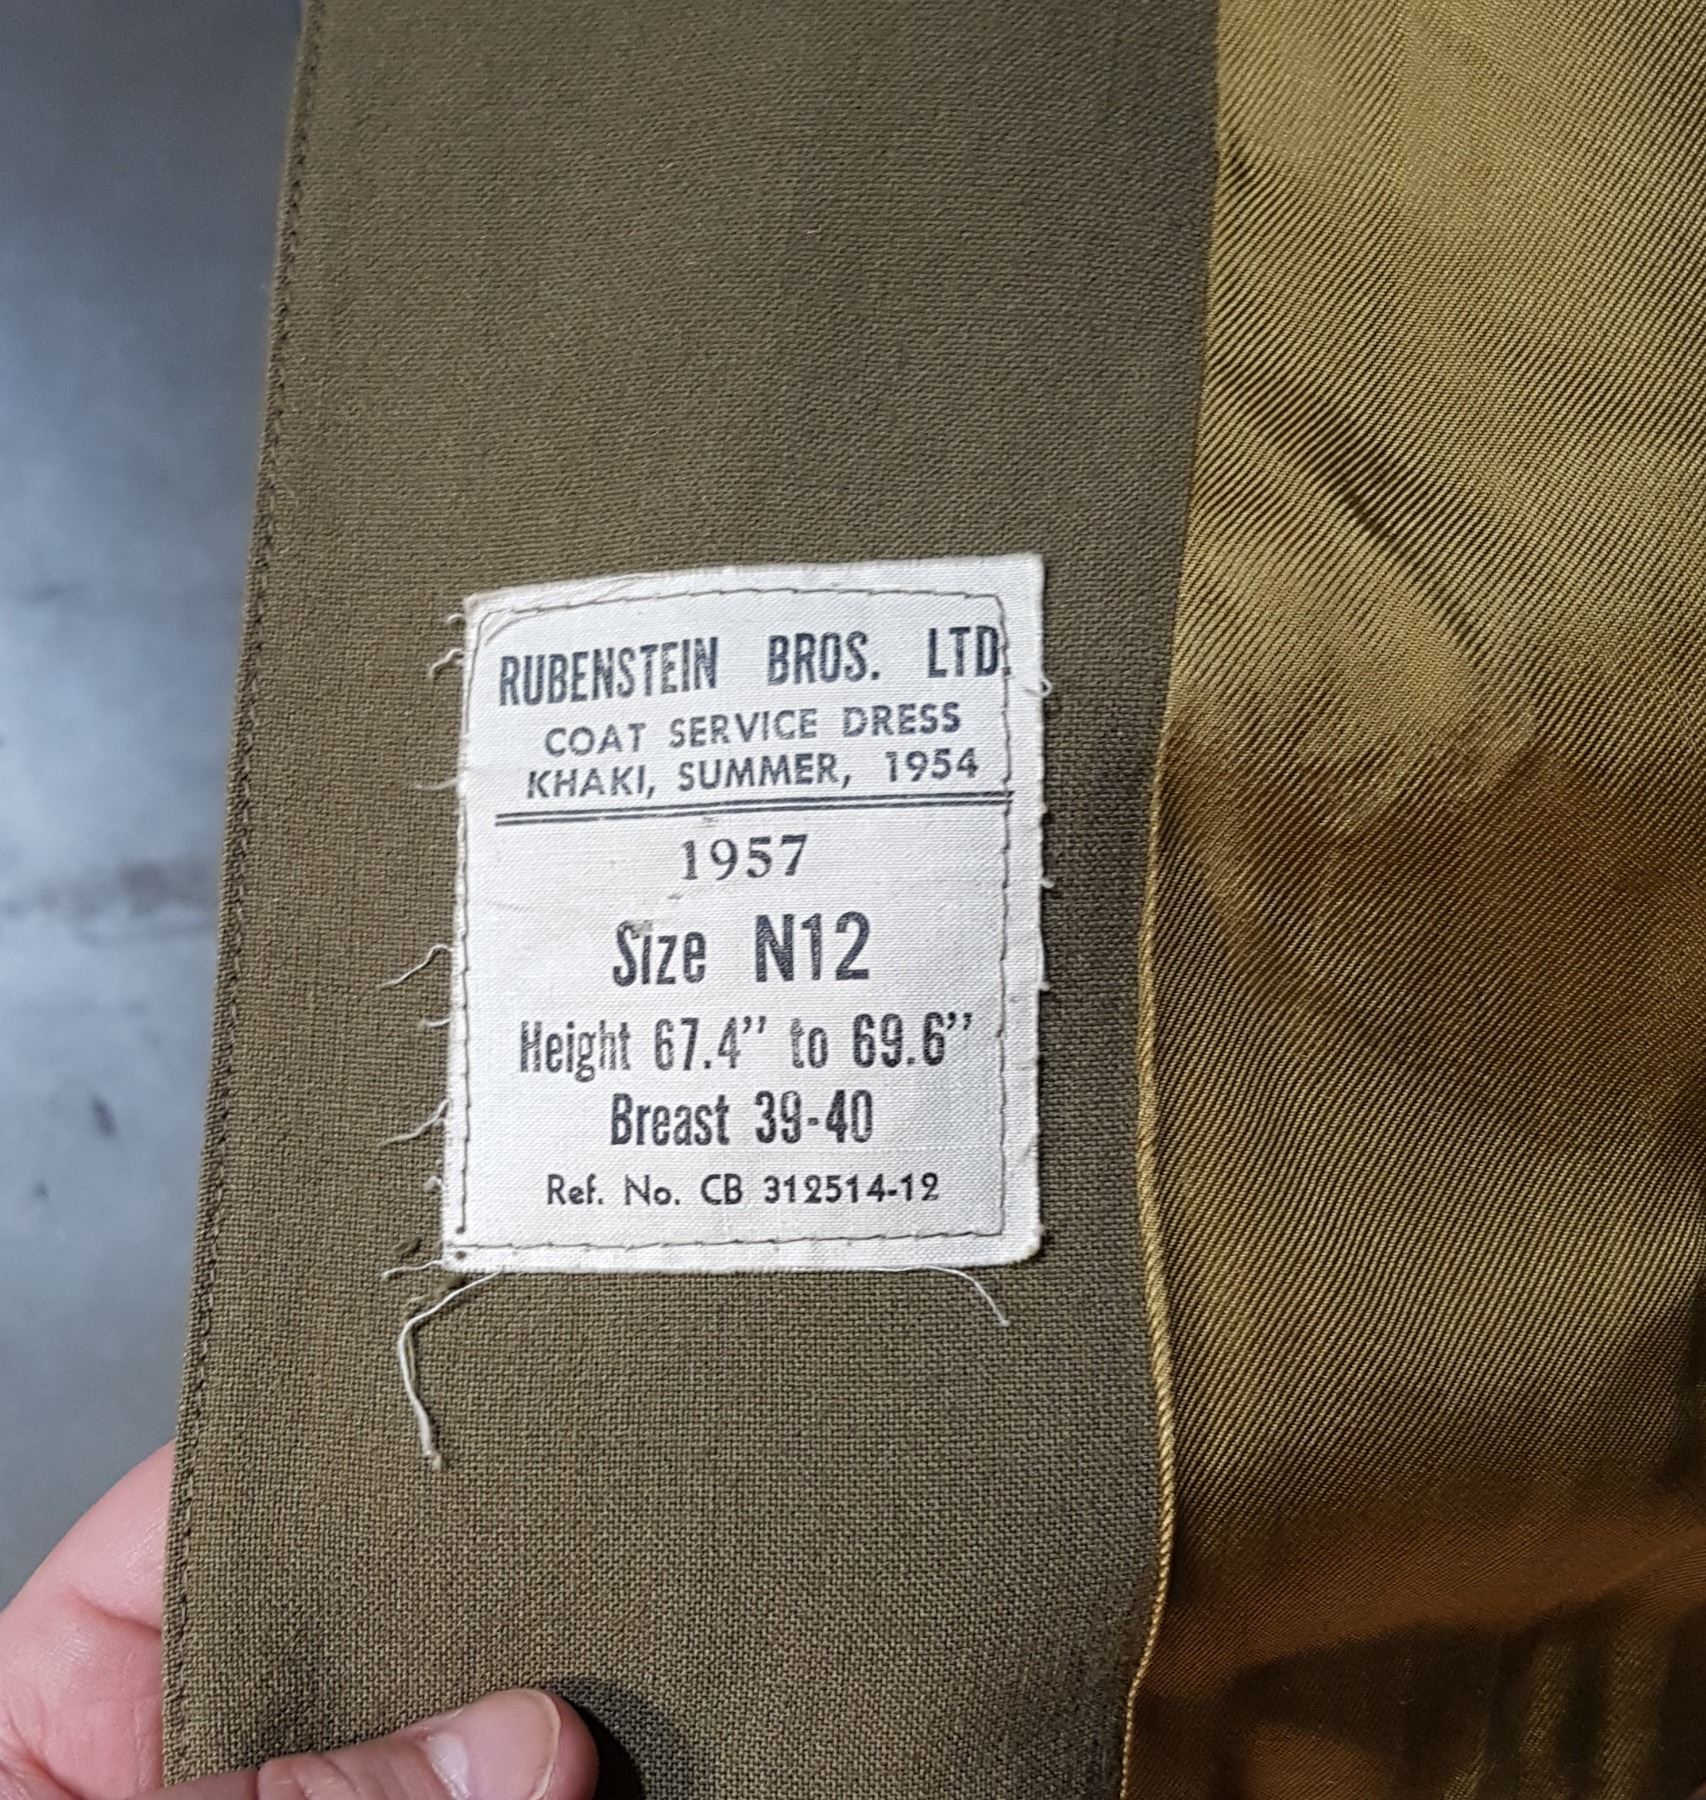 RUBENSTEIN BROS. LTD.
COAT SERVICE DRESS
KHAKI, SUMMER, 1954
1957
Size N12
Height 67.4” to 69.6”
Breast 39-40
Ref. No. CB 312514-12